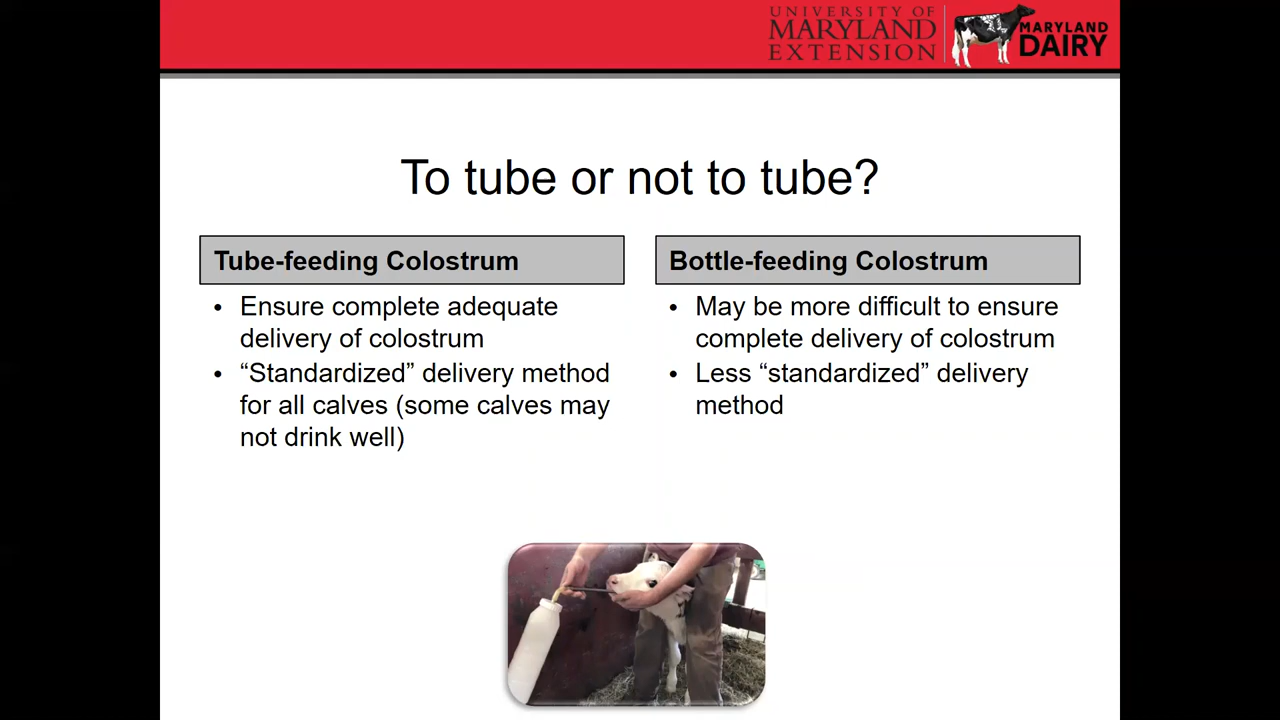 UNIVERSITY OF
MARYLAND
EXTENSION
MARYLAND
DAIRY
To tube or not to tube?
Tube-feeding Colostrum
• Ensure complete adequate
delivery of colostrum
• “Standardized” delivery method
for all calves (some calves may
not drink well)
Bottle-feeding Colostrum
• May be more difficult to ensure
complete delivery of colostrum
• Less “standardized” delivery
method